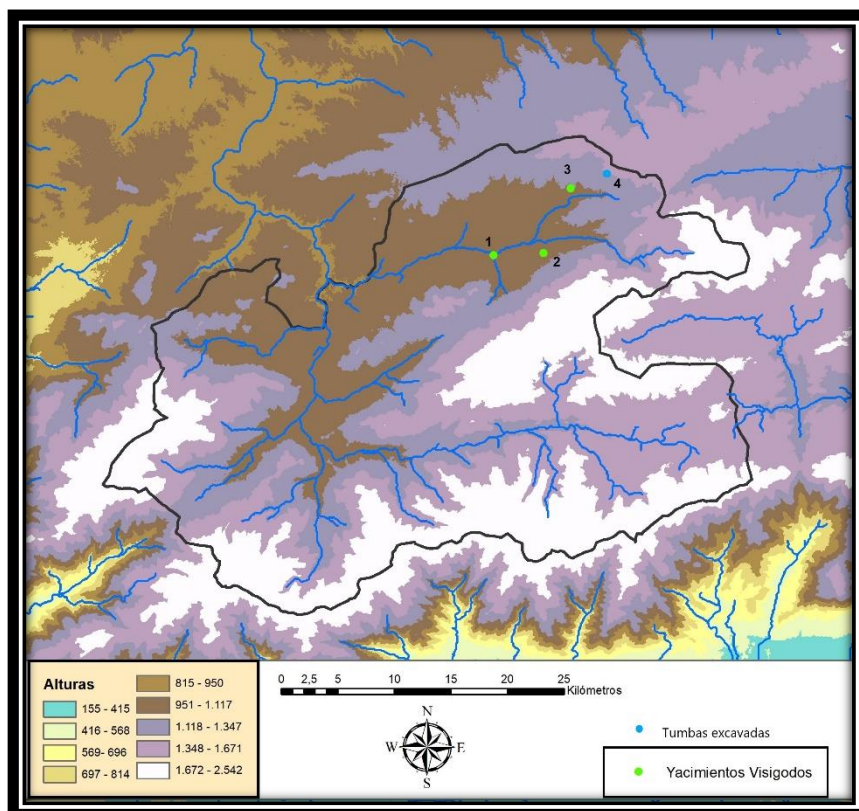 3
4
1
2
Alturas
155 - 415
416 - 568
569- 696
697 - 814
815 - 950
951 - 1.117
1.118 - 1.347
1.348 - 1.671
1.672 - 2.542
0 2,5 5 10 15 20 25
Kilómetros
N
W E
S
Tumbas excavadas
Yacimientos Visigodos